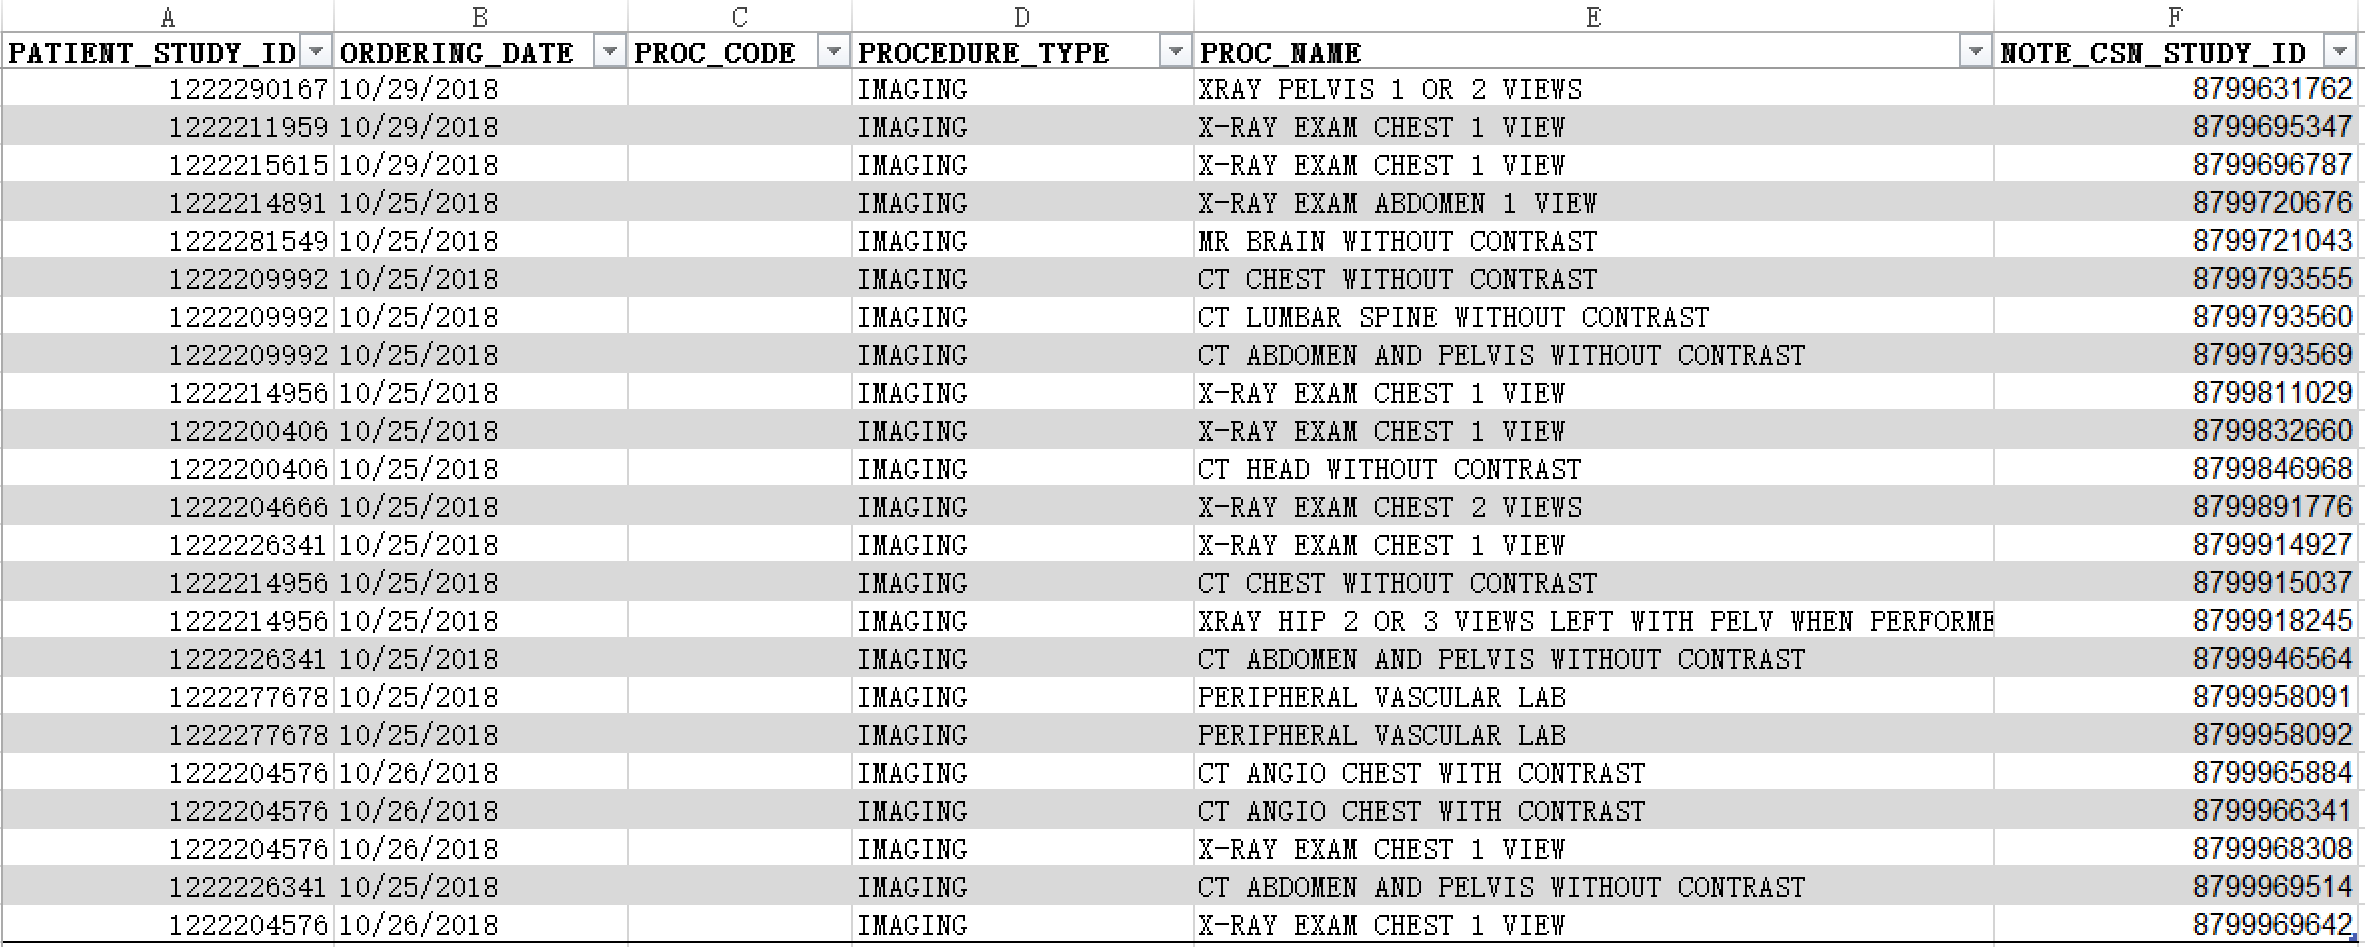 A B C D E F
PATIENT_STUDY_ID ORDERING_DATE PROC_CODE PROCEDURE_TYPE PROC_NAME NOTE_CSN_STUDY_ID
1222290167 10/29/2018 IMAGING XRAY PELVIS 1 OR 2 VIEWS 8799631762
1222211959 10/29/2018 IMAGING X-RAY EXAM CHEST 1 VIEW 8799695347
1222215615 10/29/2018 IMAGING X-RAY EXAM CHEST 1 VIEW 8799696787
1222214891 10/25/2018 IMAGING X-RAY EXAM ABDOMEN 1 VIEW 8799720676
1222281549 10/25/2018 IMAGING MR BRAIN WITHOUT CONTRAST 8799721043
1222209992 10/25/2018 IMAGING CT CHEST WITHOUT CONTRAST 8799793555
1222209992 10/25/2018 IMAGING CT LUMBAR SPINE WITHOUT CONTRAST 8799793560
1222209992 10/25/2018 IMAGING CT ABDOMEN AND PELVIS WITHOUT CONTRAST 8799793569
1222214956 10/25/2018 IMAGING X-RAY EXAM CHEST 1 VIEW 8799811029
1222200406 10/25/2018 IMAGING X-RAY EXAM CHEST 1 VIEW 8799832660
1222200406 10/25/2018 IMAGING CT HEAD WITHOUT CONTRAST 8799846968
1222204666 10/25/2018 IMAGING X-RAY EXAM CHEST 2 VIEWS 8799891776
1222226341 10/25/2018 IMAGING X-RAY EXAM CHEST 1 VIEW 8799914927
1222214956 10/25/2018 IMAGING CT CHEST WITHOUT CONTRAST 8799915037
1222214956 10/25/2018 IMAGING XRAY HIP 2 OR 3 VIEWS LEFT WITH PELV WHEN PERFORME 8799918245
1222226341 10/25/2018 IMAGING CT ABDOMEN AND PELVIS WITHOUT CONTRAST 8799946564
1222277678 10/25/2018 IMAGING PERIPHERAL VASCULAR LAB 8799958091
1222277678 10/25/2018 IMAGING PERIPHERAL VASCULAR LAB 8799958092
1222204576 10/26/2018 IMAGING CT ANGIO CHEST WITH CONTRAST 8799965884
1222204576 10/26/2018 IMAGING CT ANGIO CHEST WITH CONTRAST 8799966341
1222204576 10/26/2018 IMAGING X-RAY EXAM CHEST 1 VIEW 8799968308
1222226341 10/25/2018 IMAGING CT ABDOMEN AND PELVIS WITHOUT CONTRAST 8799969514
1222204576 10/26/2018 IMAGING X-RAY EXAM CHEST 1 VIEW 8799969642